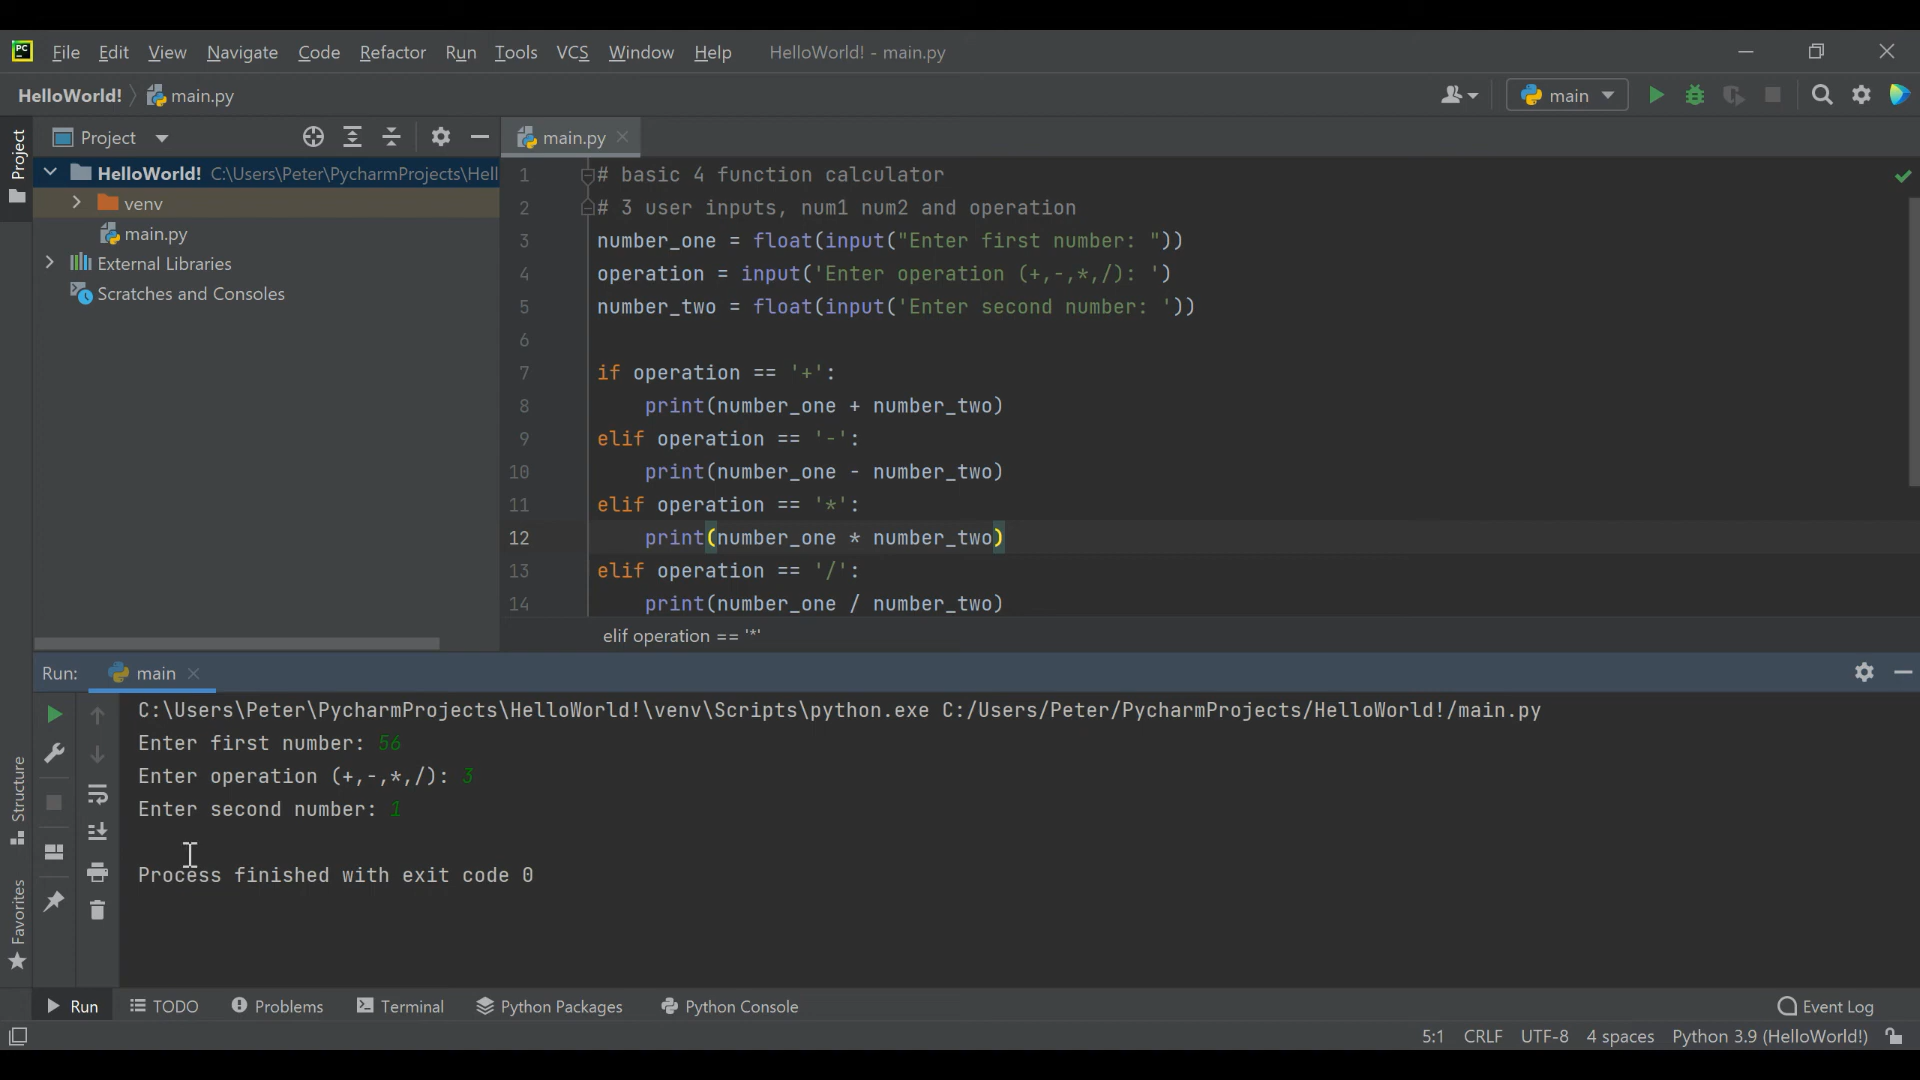 PC File Edit View Navigate Code Refactor Run Tools VCS Window Help HelloWorld! - main.py
HelloWorld! main.py main
Project main.py
Project
HelloWorld! C:\Users\Peter\PycharmProjects\Hell
venv
main.py
External Libraries
Scratches and Consoles
1 # basic 4 function calculator
2 # 3 user inputs, num1 num2 and operation
3 number_one = float(input("Enter first number: "))
4 operation = input('Enter operation (+,-,*,/): ')
5 number_two = float(input('Enter second number: '))
6
7 if operation == '+':
8 print(number_one + number_two)
9 elif operation == '-':
10 print(number_one - number_two)
11 elif operation == '*':
12 print(number_one * number_two)
13 elif operation == '/':
14 print(number_one / number_two)
elif operation == '*'
Run: main
C:\Users\Peter\PycharmProjects\HelloWorld!\venv\Scripts\python.exe C:/Users/Peter/PycharmProjects/HelloWorld!/main.py
Enter first number: 56
Enter operation (+,-,*,/): 3
Enter second number: 1
Process finished with exit code 0
Structure
Favorites
Run TODO Problems Terminal Python Packages Python Console Event Log
5:1 CRLF UTF-8 4 spaces Python 3.9 (HelloWorld!)